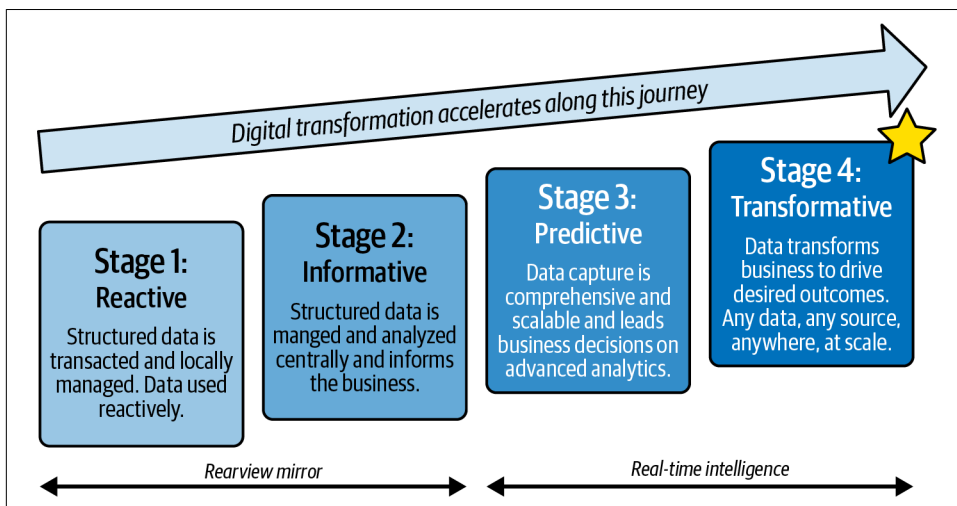 Digital transformation accelerates along this journey
Stage 1:
Reactive
Structured data is
transacted and locally
managed. Data used
reactively.
Stage 2:
Informative
Structured data is
manged and analyzed
centrally and informs
the business.
Stage 3:
Predictive
Data capture is
comprehensive and
scalable and leads
business decisions on
advanced analytics.
Stage 4:
Transformative
Data transforms
business to drive
desired outcomes.
Any data, any source,
anywhere, at scale.
Rearview mirror
Real-time intelligence